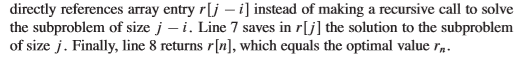 directly references array entry r[j − i] instead of making a recursive call to solve
the subproblem of size j − i. Line 7 saves in r[j] the solution to the subproblem
of size j. Finally, line 8 returns r[n], which equals the optimal value rₙ.